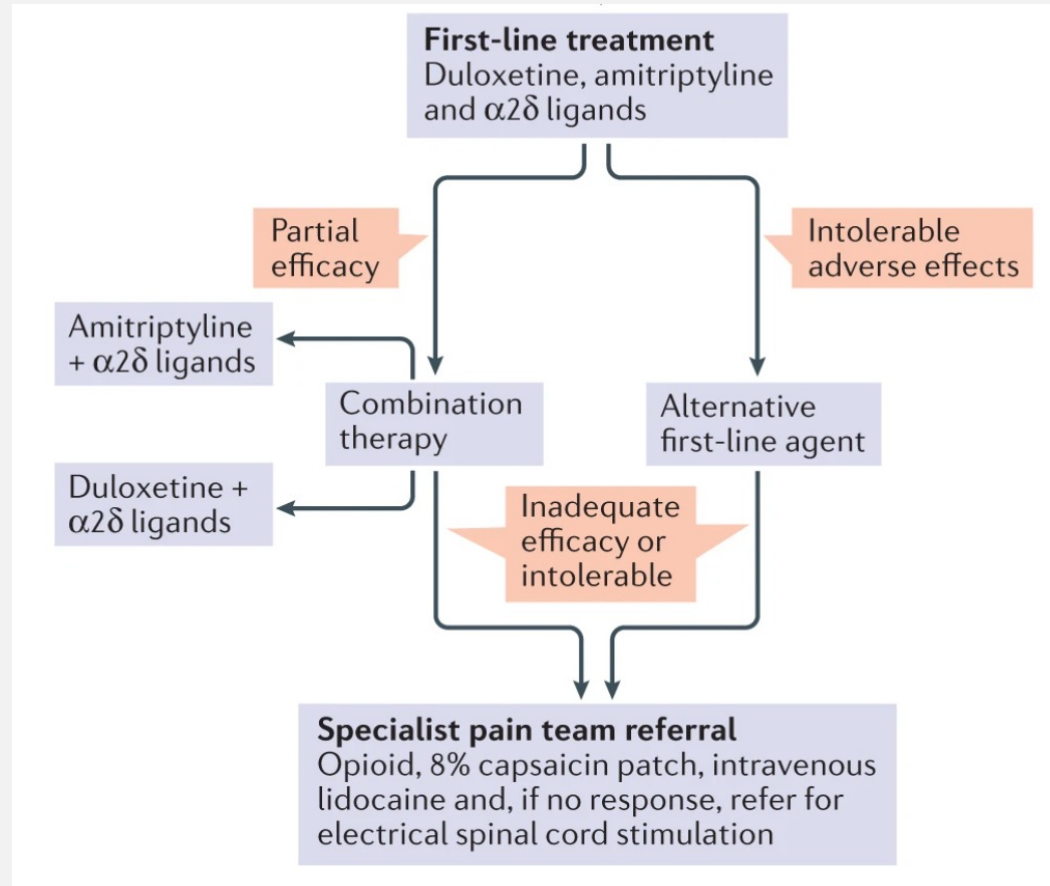 First-line treatment
Duloxetine, amitriptyline
and α2δ ligands
Partial
efficacy
Intolerable
adverse effects
Amitriptyline
+ α2δ ligands
Combination
therapy
Alternative
first-line agent
Duloxetine +
α2δ ligands
Inadequate
efficacy or
intolerable
Specialist pain team referral
Opioid, 8% capsaicin patch, intravenous
lidocaine and, if no response, refer for
electrical spinal cord stimulation